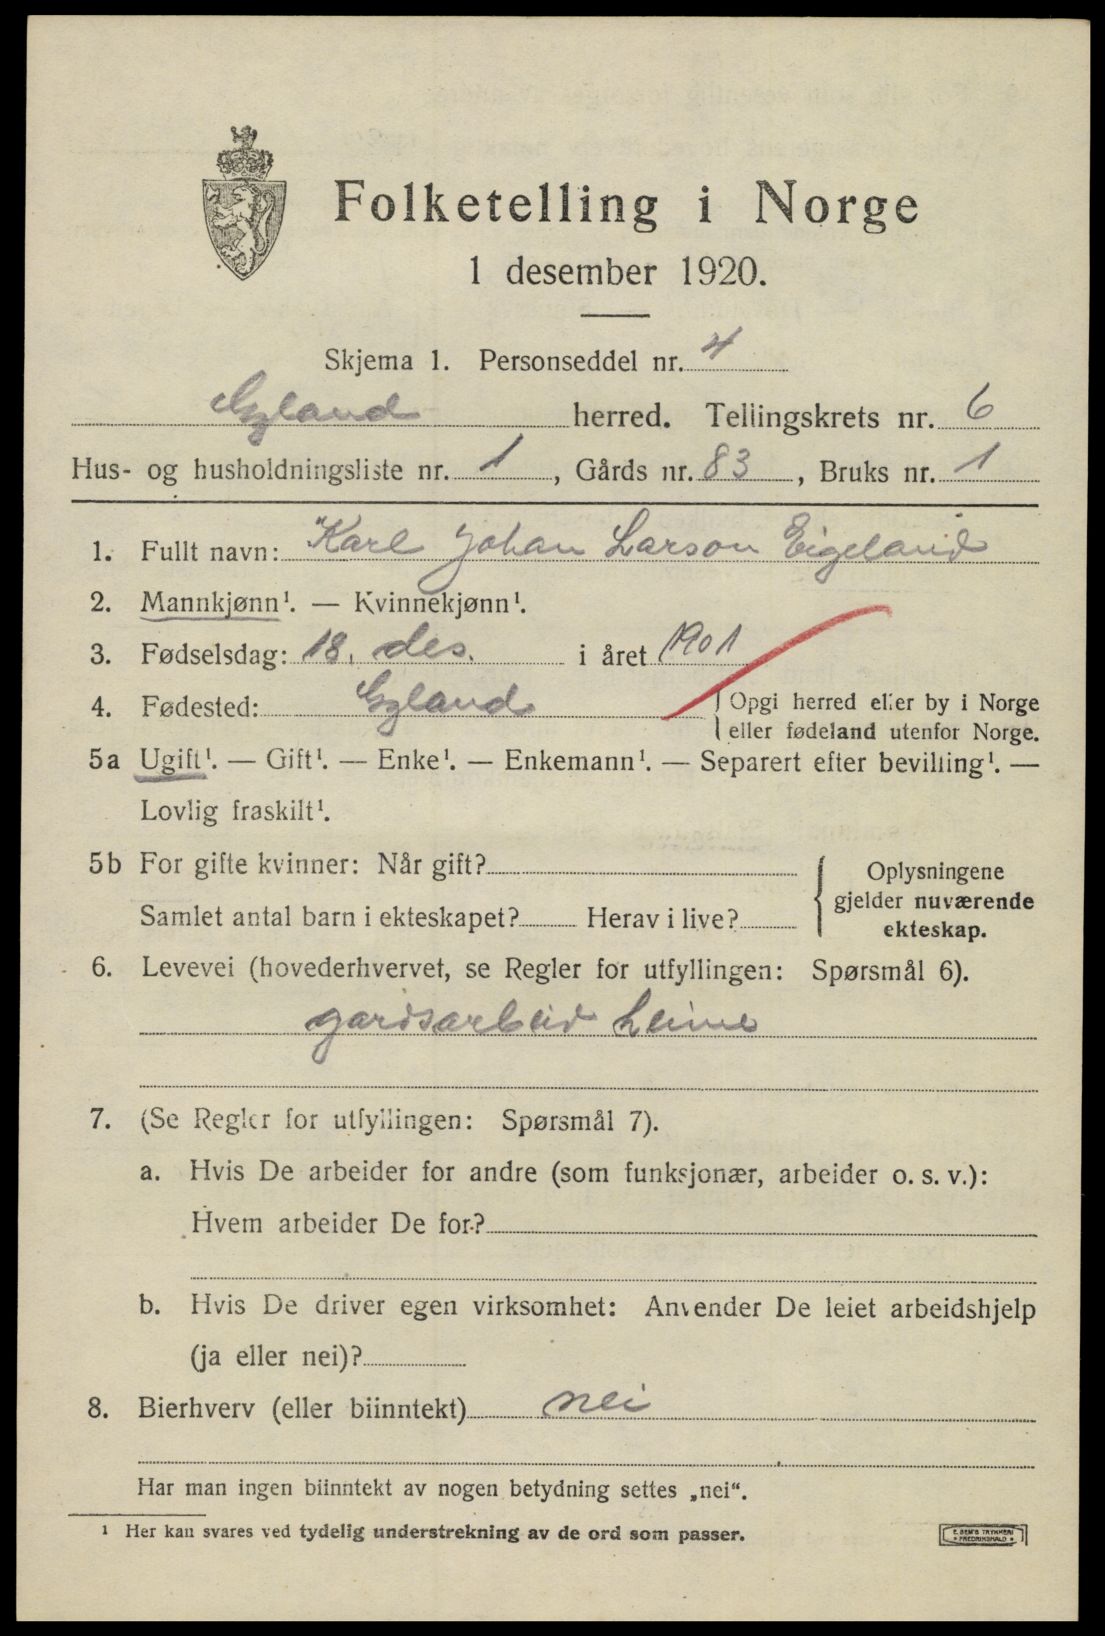 Folketelling i Norge
1 desember 1920.
Skjema 1. Personseddel nr. 4
Gyland herred. Tellingskrets nr. 6
Hus- og husholdningsliste nr. 1, Gårds nr. 83, Bruks nr. 1
1. Fullt navn: Karl Johan Larson Eigeland
2. Mannkjønn¹. — Kvinnekjønn¹.
3. Fødselsdag: 18. des. i året 1901
4. Fødested: Gyland { Opgi herred eller by i Norge
eller fødeland utenfor Norge.
5a Ugift¹. — Gift¹. — Enke¹. — Enkemann¹. — Separert efter bevilling¹. —
Lovlig fraskilt¹.
5b For gifte kvinner: Når gift?
Samlet antal barn i ekteskapet? Herav i live?
{ Oplysningene
gjelder nuværende
ekteskap.
6. Levevei (hovederhvervet, se Regler for utfyllingen: Spørsmål 6).
gardsarbeid heime
7. (Se Regler for utfyllingen: Spørsmål 7).
a. Hvis De arbeider for andre (som funksjonær, arbeider o. s. v.):
Hvem arbeider De for?
b. Hvis De driver egen virksomhet: Anvender De leiet arbeidshjelp
(ja eller nei)?
8. Bierhverv (eller biinntekt) nei
Har man ingen biinntekt av nogen betydning settes „nei“.
¹ Her kan svares ved tydelig understrekning av de ord som passer.
E. SEM'S TRYKKERI
FREDRIKSHALD